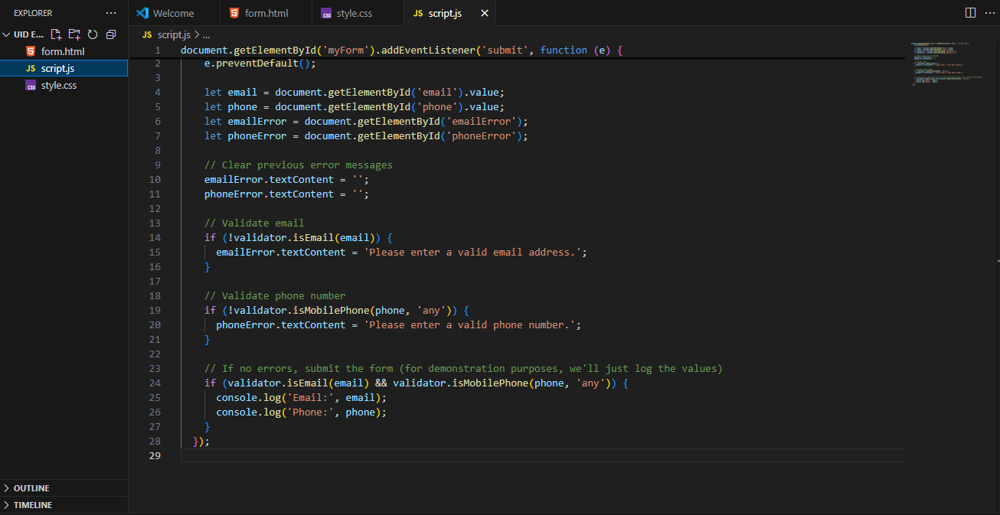 EXPLORER ...
Welcome
form.html
style.css
JS script.js
UID E...
form.html
JS script.js
style.css
OUTLINE
TIMELINE
JS script.js > ...
1 document.getElementById('myForm').addEventListener('submit', function (e) {
2 e.preventDefault();
3
4 let email = document.getElementById('email').value;
5 let phone = document.getElementById('phone').value;
6 let emailError = document.getElementById('emailError');
7 let phoneError = document.getElementById('phoneError');
8
9 // Clear previous error messages
10 emailError.textContent = '';
11 phoneError.textContent = '';
12
13 // Validate email
14 if (!validator.isEmail(email)) {
15 emailError.textContent = 'Please enter a valid email address.';
16 }
17
18 // Validate phone number
19 if (!validator.isMobilePhone(phone, 'any')) {
20 phoneError.textContent = 'Please enter a valid phone number.';
21 }
22
23 // If no errors, submit the form (for demonstration purposes, we'll just log the values)
24 if (validator.isEmail(email) && validator.isMobilePhone(phone, 'any')) {
25 console.log('Email:', email);
26 console.log('Phone:', phone);
27 }
28 });
29